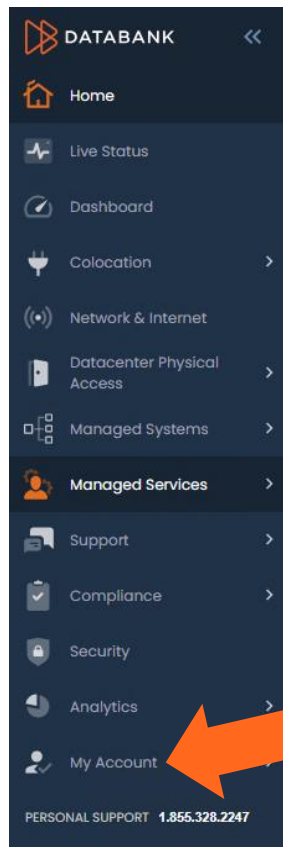 DATABANK
Home
Live Status
Dashboard
Colocation
Network & Internet
Datacenter Physical
Access
Managed Systems
Managed Services
Support
Compliance
Security
Analytics
My Account
PERSONAL SUPPORT 1.855.328.2247